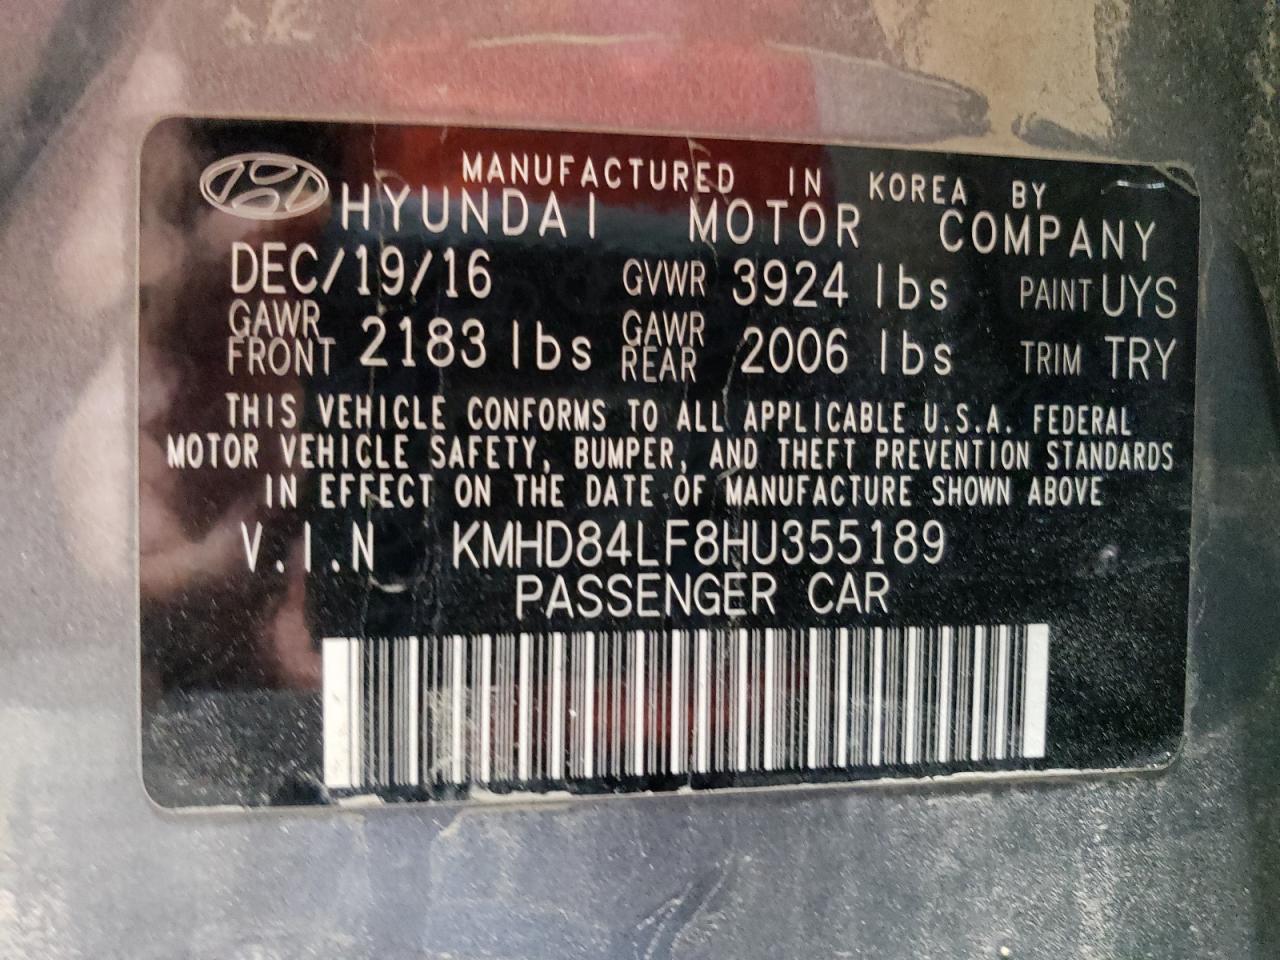 MANUFACTURED IN KOREA BY
HYUNDAI MOTOR COMPANY
DEC/19/16 GVWR 3924 lbs PAINT UYS
GAWR FRONT 2183 lbs GAWR REAR 2006 lbs TRIM TRY
THIS VEHICLE CONFORMS TO ALL APPLICABLE U.S.A. FEDERAL
MOTOR VEHICLE SAFETY, BUMPER, AND THEFT PREVENTION STANDARDS
IN EFFECT ON THE DATE OF MANUFACTURE SHOWN ABOVE
V.I.N KMHD84LF8HU355189
PASSENGER CAR